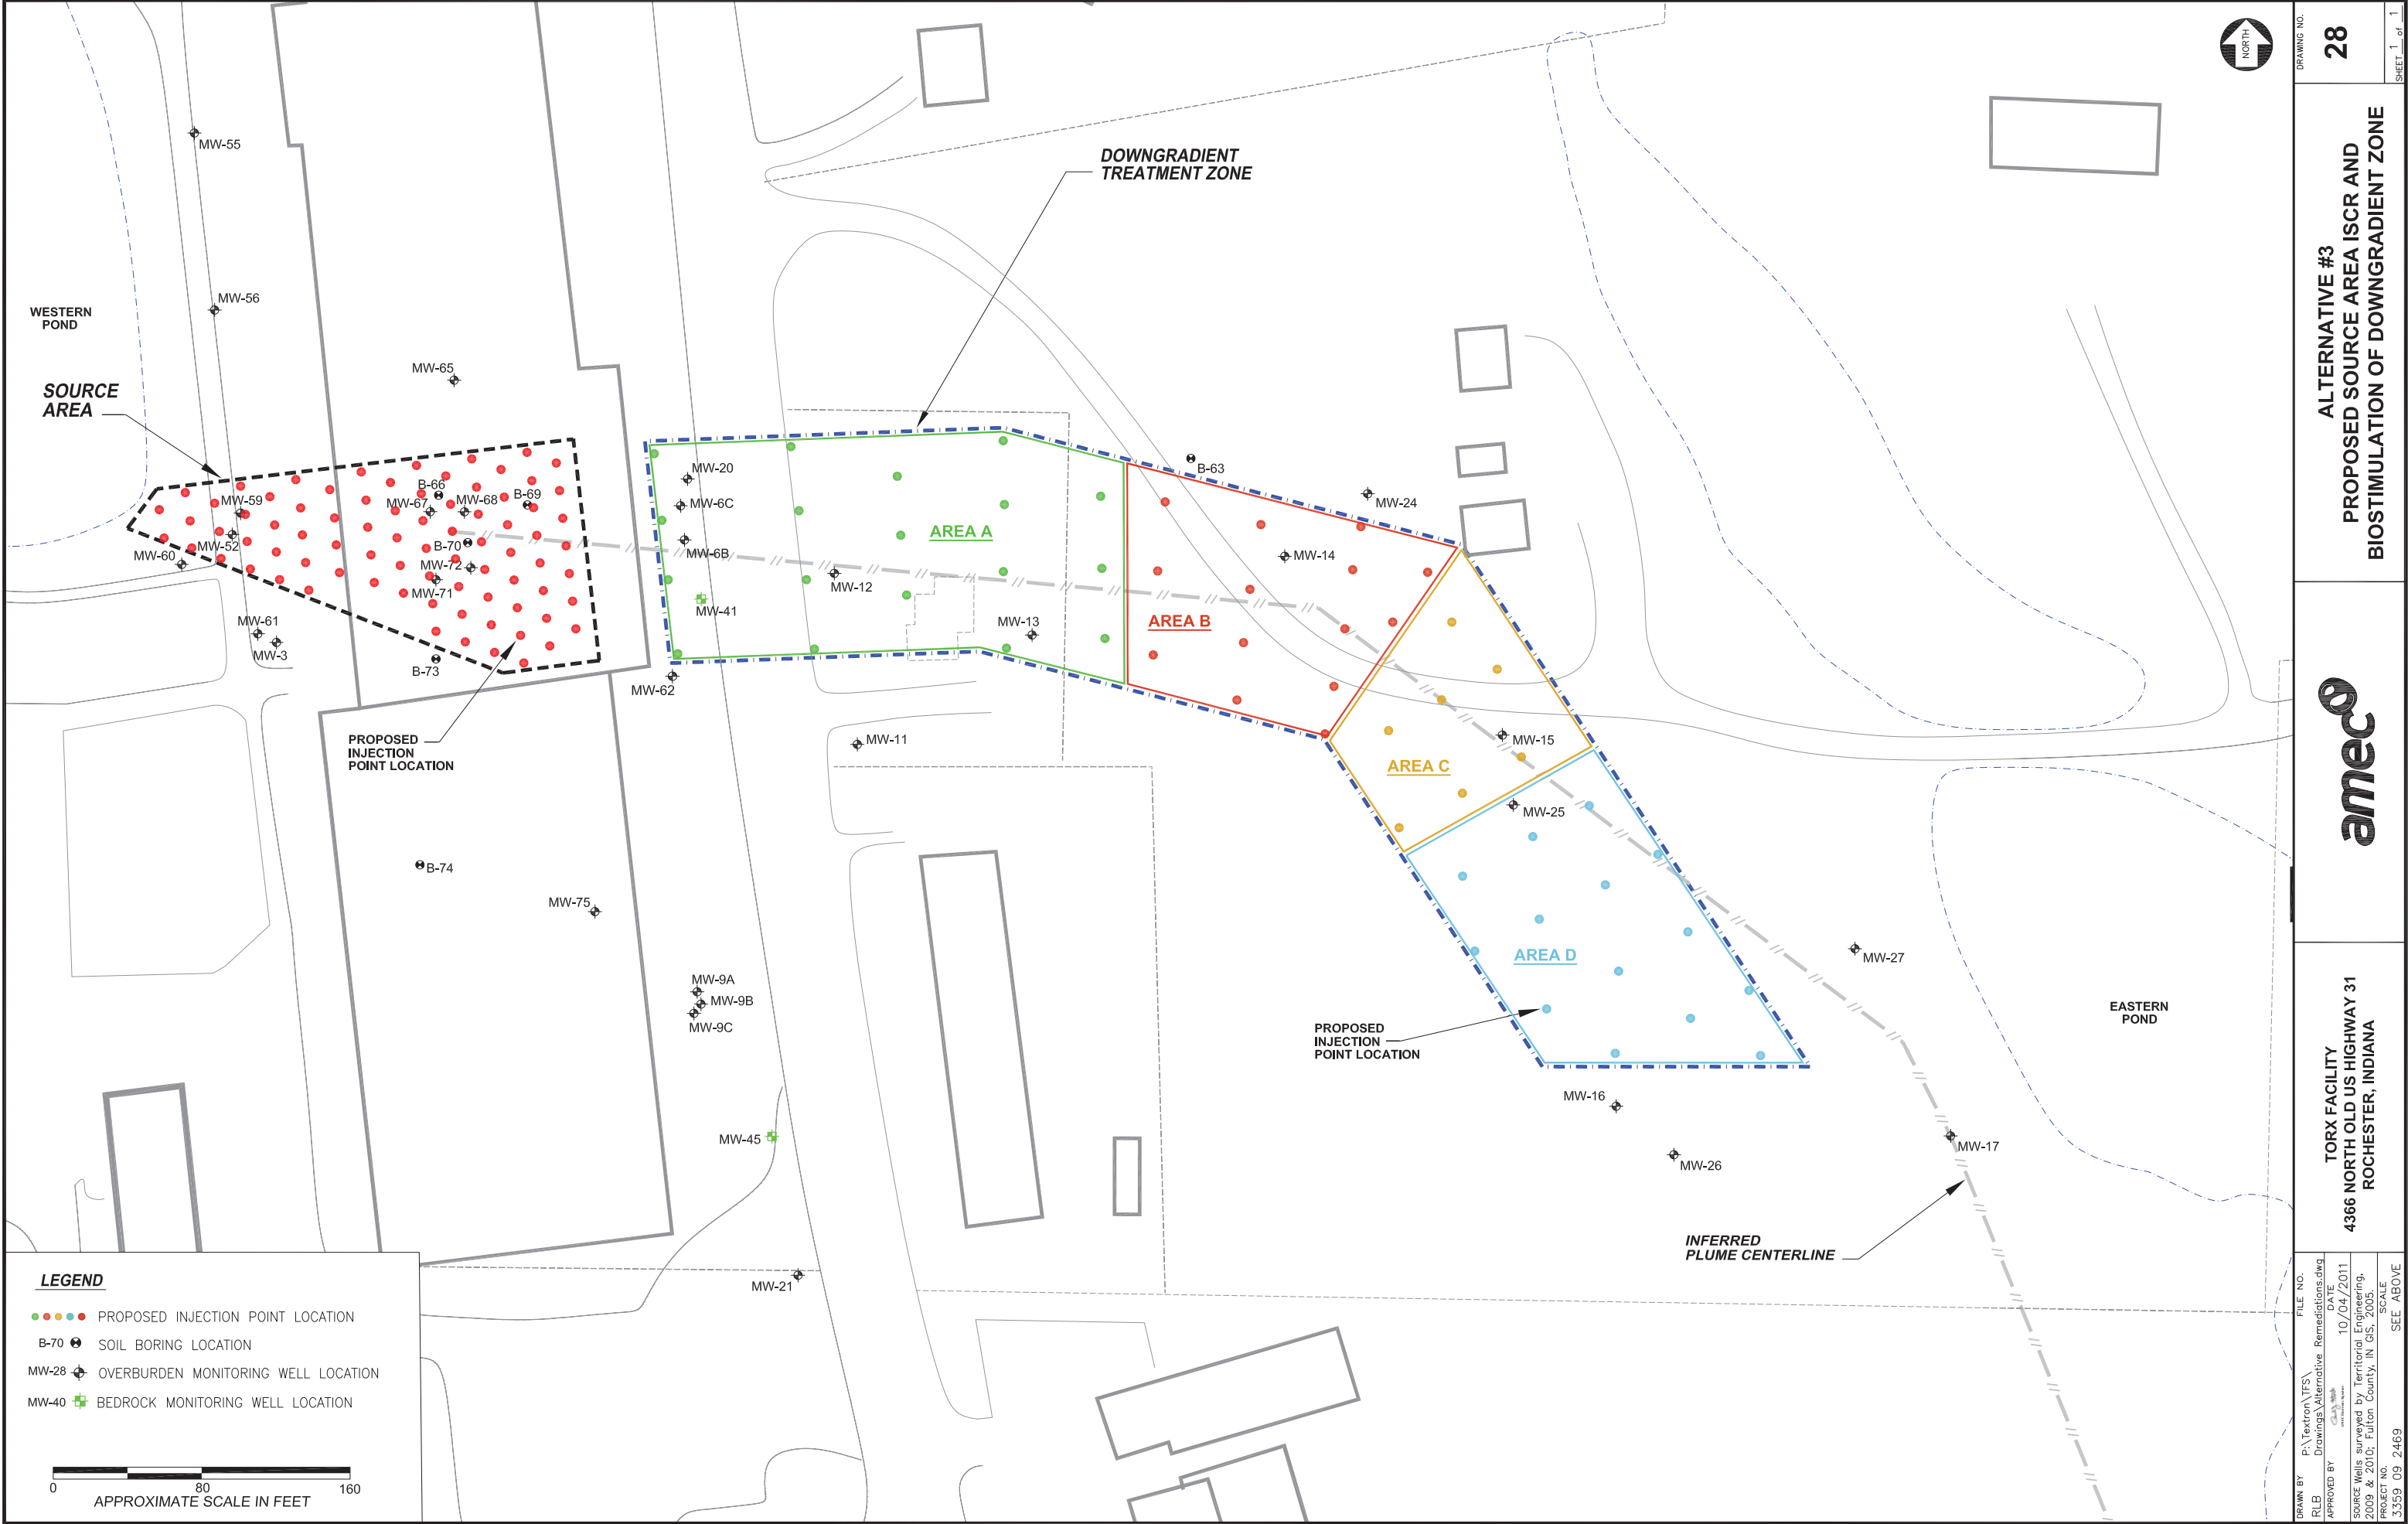 NORTH
MW-55
DOWNGRADIENT
TREATMENT ZONE
MW-56
WESTERN
POND
MW-65
SOURCE
AREA
B-63
MW-20
B-66
B-69
MW-24
MW-59
MW-67
MW-68
MW-6C
AREA A
MW-52
B-70
MW-6B
MW-14
MW-60
MW-72
MW-12
MW-71
MW-41
MW-61
MW-13
AREA B
MW-3
B-73
MW-62
PROPOSED
INJECTION
POINT LOCATION
MW-11
MW-15
AREA C
MW-25
B-74
MW-75
AREA D
MW-27
MW-9A
MW-9B
MW-9C
PROPOSED
INJECTION
POINT LOCATION
EASTERN
POND
MW-16
MW-45
MW-17
MW-26
INFERRED
PLUME CENTERLINE
MW-21
LEGEND
PROPOSED INJECTION POINT LOCATION
B-70 SOIL BORING LOCATION
MW-28 OVERBURDEN MONITORING WELL LOCATION
MW-40 BEDROCK MONITORING WELL LOCATION
0 80 160
APPROXIMATE SCALE IN FEET
DRAWING NO.
28
SHEET 1 of 1
ALTERNATIVE #3
PROPOSED SOURCE AREA ISCR AND
BIOSTIMULATION OF DOWNGRADIENT ZONE
amec
TORX FACILITY
4366 NORTH OLD US HIGHWAY 31
ROCHESTER, INDIANA
DRAWN BY
RLB
FILE NO.
P:\Textron\TFS\
Drawings\Alternative Remediations.dwg
APPROVED BY
DATE
10/04/2011
SOURCE Wells surveyed by Territorial Engineering,
2009 & 2010; Fulton County, IN GIS, 2005.
PROJECT NO.
3359 09 2469
SCALE
SEE ABOVE